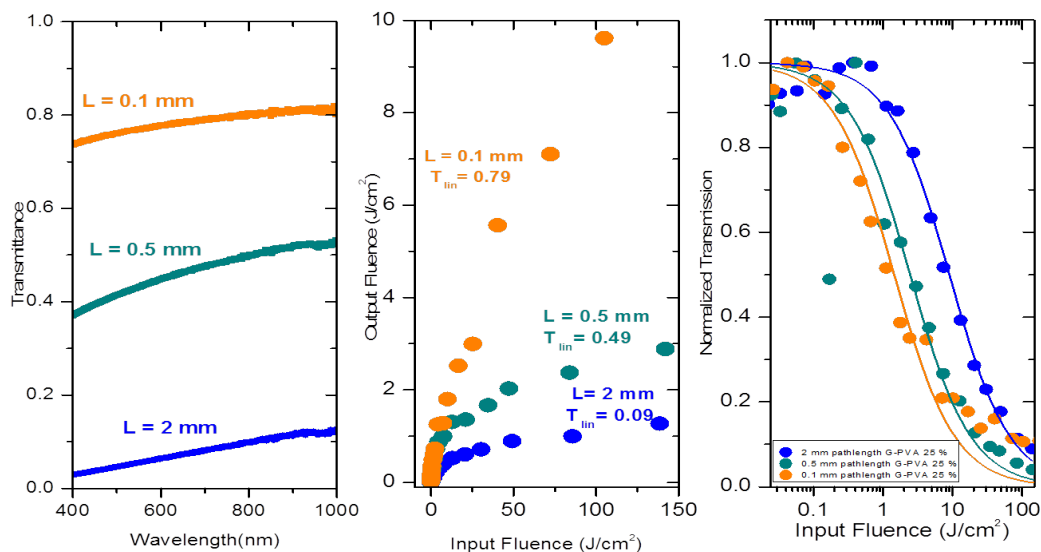 1.0
0.8
0.6
0.4
0.2
0.0
Transmittance
L = 0.1 mm
L = 0.5 mm
L = 2 mm
400
600
800
1000
Wavelength(nm)
10
8
6
4
2
0
Output Fluence (J/cm²)
L = 0.1 mm
T_lin = 0.79
L = 0.5 mm
T_lin = 0.49
L= 2 mm
T_lin = 0.09
0
50
100
150
Input Fluence (J/cm²)
1.0
0.8
0.6
0.4
0.2
0.0
Normalized Transmission
2 mm pathlength G-PVA 25 %
0.5 mm pathlength G-PVA 25 %
0.1 mm pathlength G-PVA 25 %
0.1
1
10
100
Input Fluence (J/cm²)